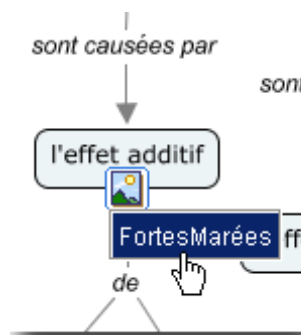 sont causées par
sont
l'effet additif
FortesMarées
ff
de